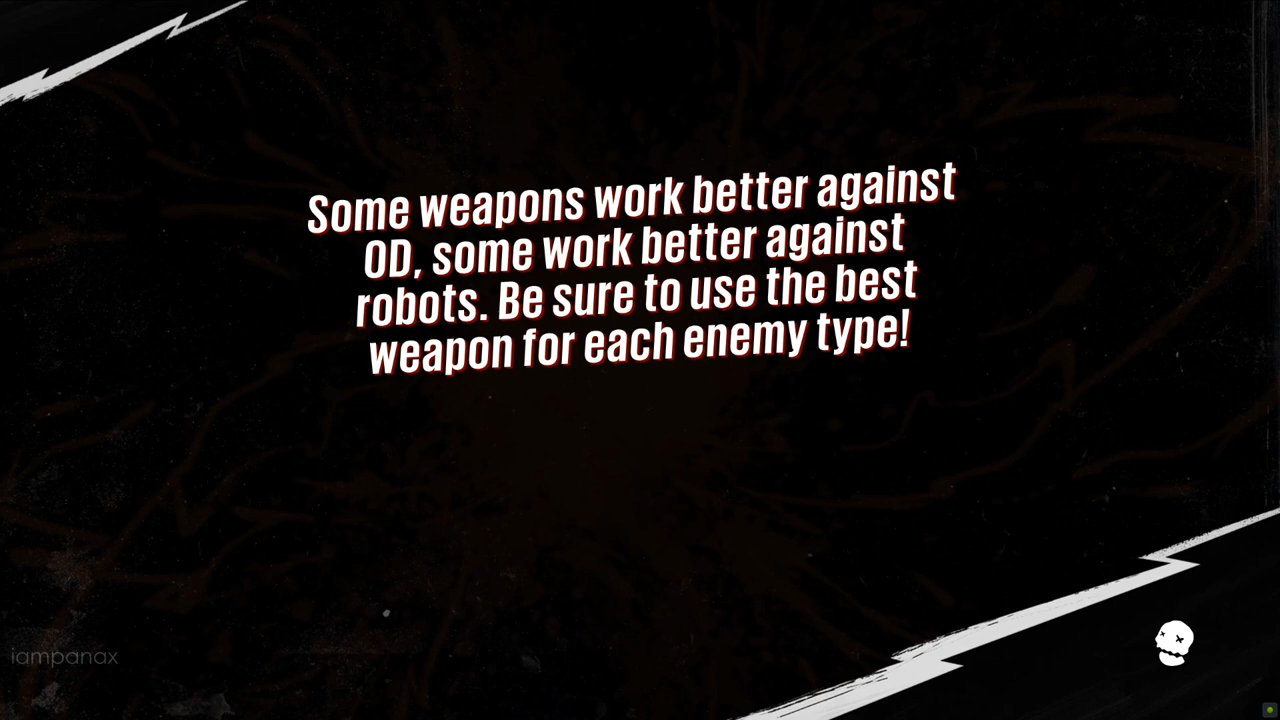 Some weapons work better against
OD, some work better against
robots. Be sure to use the best
weapon for each enemy type!
iampanax